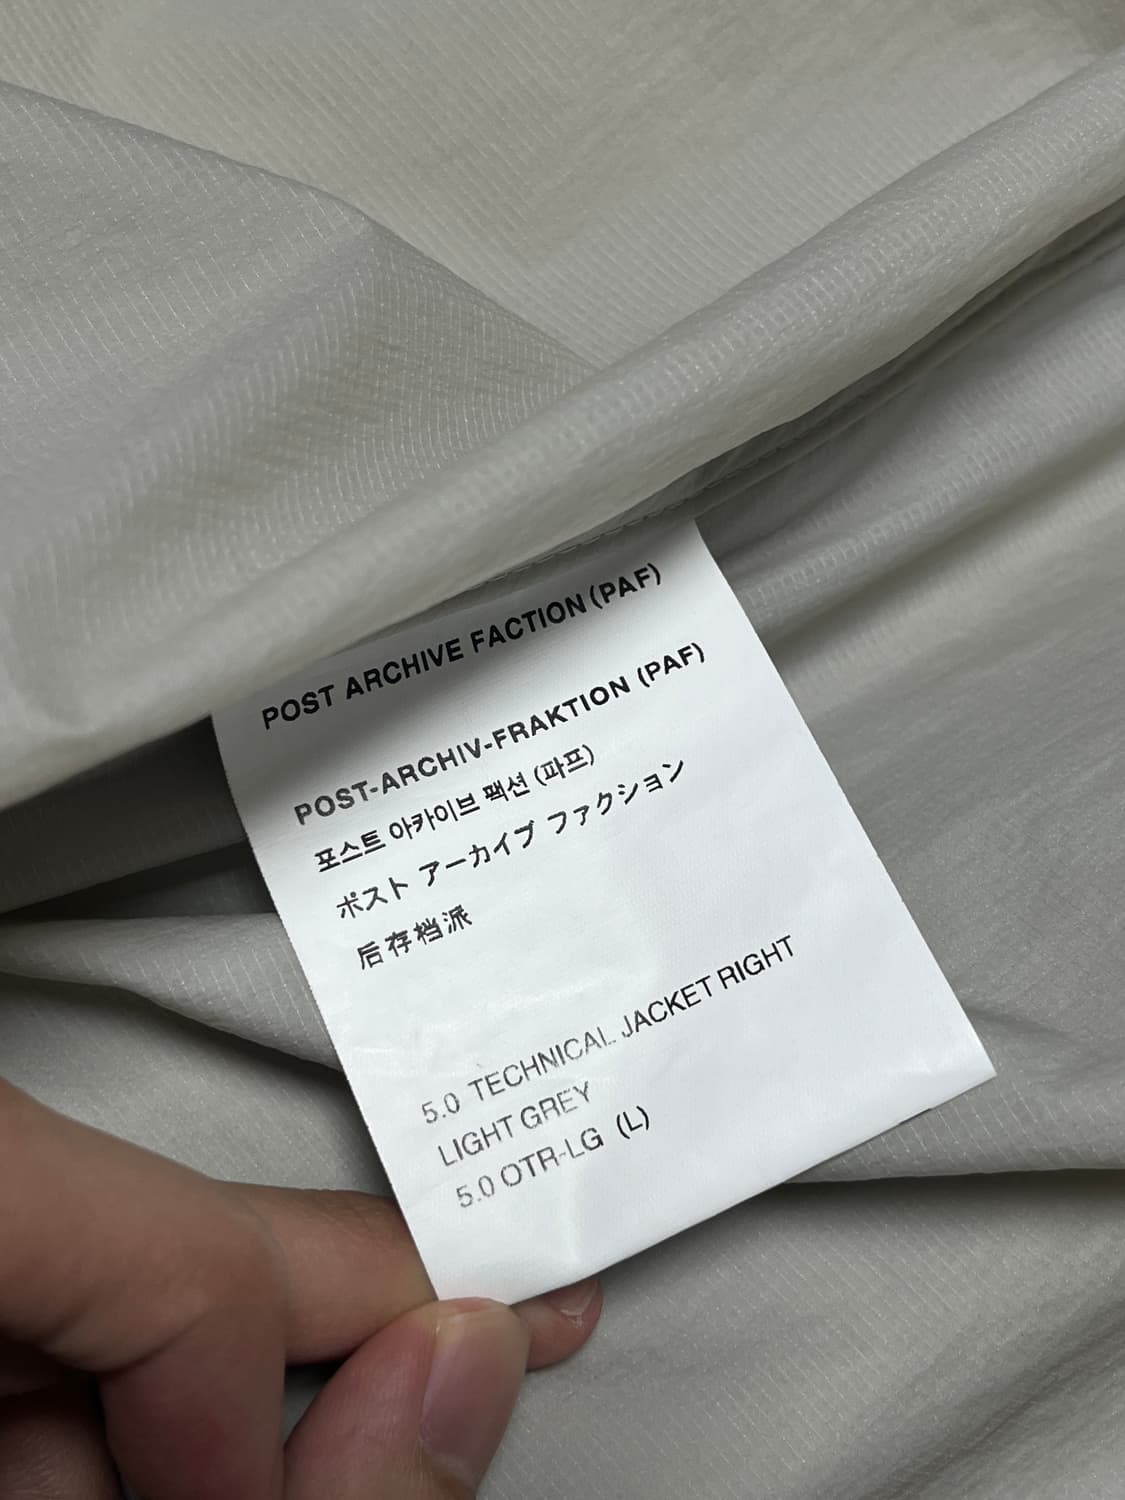 POST ARCHIVE FACTION (PAF)
POST-ARCHIV-FRAKTION (PAF)
포스트 아카이브 팩션 (파프)
ポスト アーカイブ ファクション
后存档派
5.0 TECHNICAL JACKET RIGHT
LIGHT GREY
5.0 OTR-LG (L)